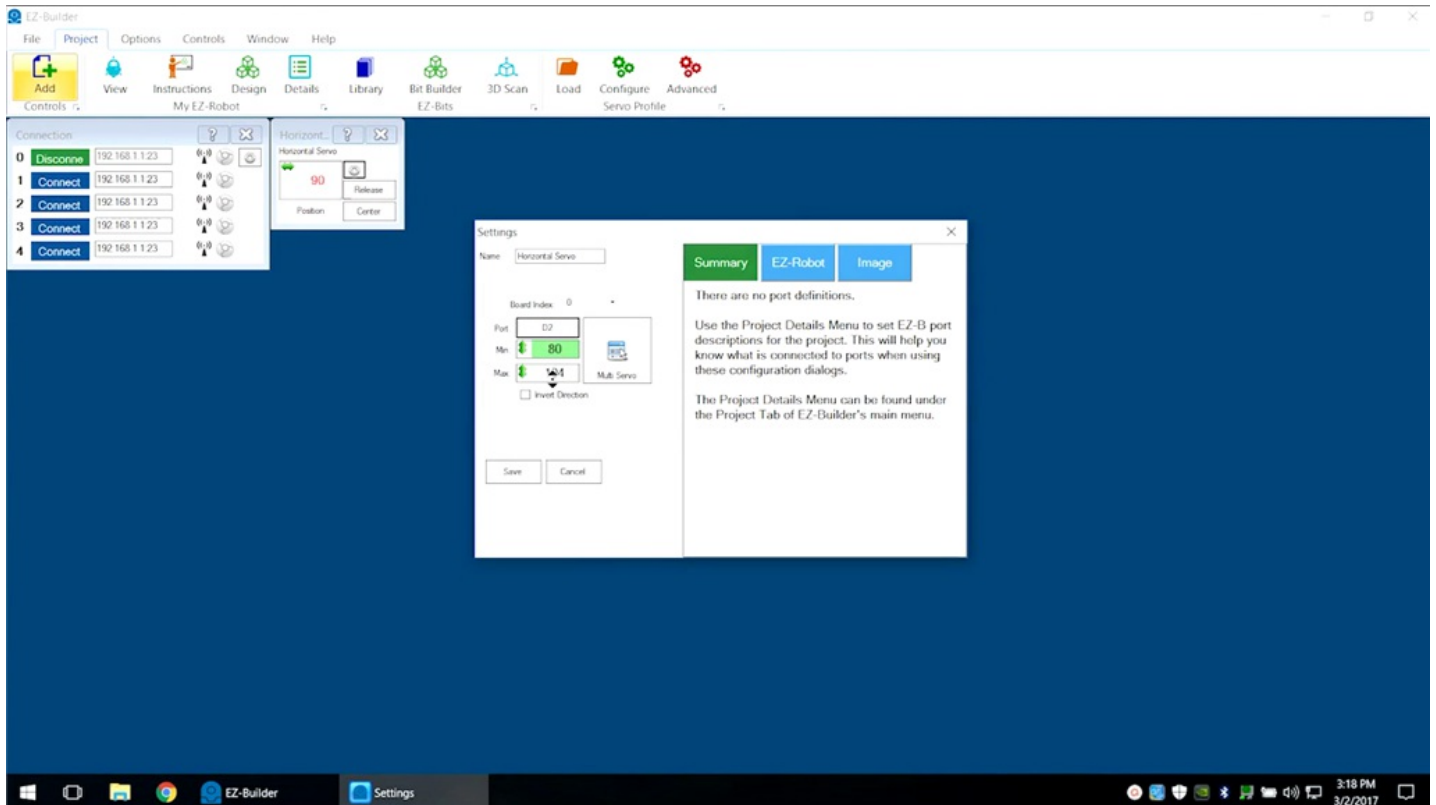 EZ-Builder
File Project Options Controls Window Help
Add View Instructions Design Details Library Bit Builder 3D Scan Load Configure Advanced
Controls My EZ-Robot EZ-Bits Servo Profile
Connection ?
0 Disconne 192.168.1.1:23
1 Connect 192.168.1.1:23
2 Connect 192.168.1.1:23
3 Connect 192.168.1.1:23
4 Connect 192.168.1.1:23
Horizont... ?
Horizontal Servo
90
Release
Position Center
Settings
Name Horizontal Servo
Board Index 0
Port D2
Min 80
Max
Multi Servo
Invert Direction
Save Cancel
Summary EZ-Robot Image
There are no port definitions.
Use the Project Details Menu to set EZ-B port
descriptions for the project. This will help you
know what is connected to ports when using
these configuration dialogs.
The Project Details Menu can be found under
the Project Tab of EZ-Builder's main menu.
EZ-Builder Settings
3:18 PM
3/2/2017